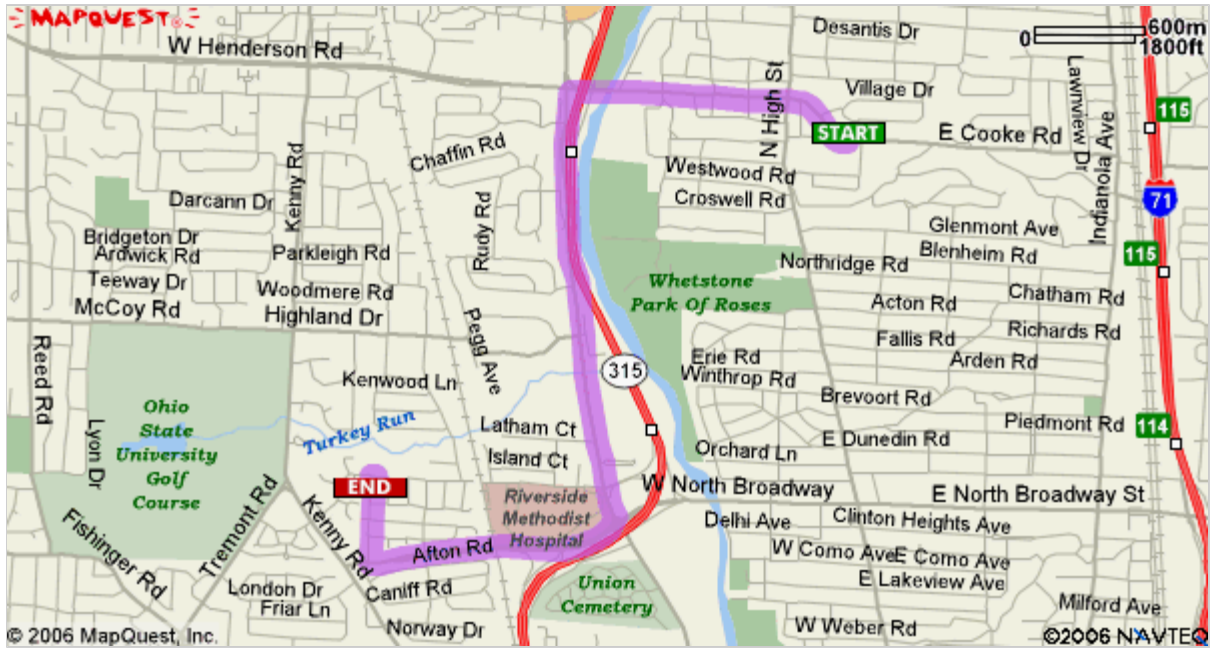 MAPQUEST
W Henderson Rd
Desantis Dr
600m
0
1800ft
N High St
Village Dr
Lawnview Dr
Indianola Ave
115
START
E Cooke Rd
Chaffin Rd
Kenny Rd
Westwood Rd
Croswell Rd
71
Darcann Dr
Rudy Rd
Glenmont Ave
Bridgeton Dr
Ardwick Rd
Parkleigh Rd
Blenheim Rd
115
Northridge Rd
Teeway Dr
Woodmere Rd
Whetstone
Park Of Roses
Acton Rd
Chatham Rd
McCoy Rd
Highland Dr
Pegg Ave
Fallis Rd
Richards Rd
Reed Rd
Erie Rd
Arden Rd
315
Winthrop Rd
Kenwood Ln
Brevoort Rd
Ohio
State
University
Golf
Course
Lyon Dr
Turkey Run
Latham Ct
Piedmont Rd
114
E Dunedin Rd
Orchard Ln
Island Ct
END
W North Broadway
E North Broadway St
Riverside
Methodist
Hospital
Kenny Rd
Tremont Rd
Fishinger Rd
Delhi Ave
Clinton Heights Ave
Afton Rd
W Como Ave
E Como Ave
London Dr
Caniff Rd
Union
Cemetery
E Lakeview Ave
Friar Ln
Milford Ave
Norway Dr
W Weber Rd
© 2006 MapQuest, Inc.
©2006 NAVTEQ